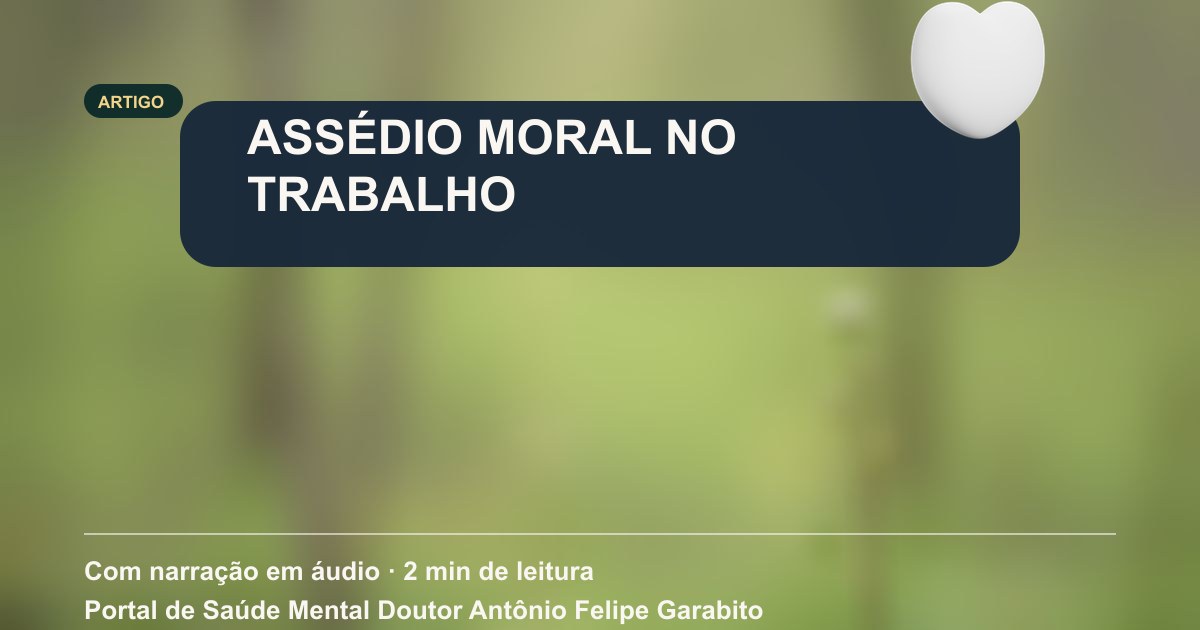 ARTIGO
ASSÉDIO MORAL NO
TRABALHO
Com narração em áudio · 2 min de leitura
Portal de Saúde Mental Doutor Antônio Felipe Garabito